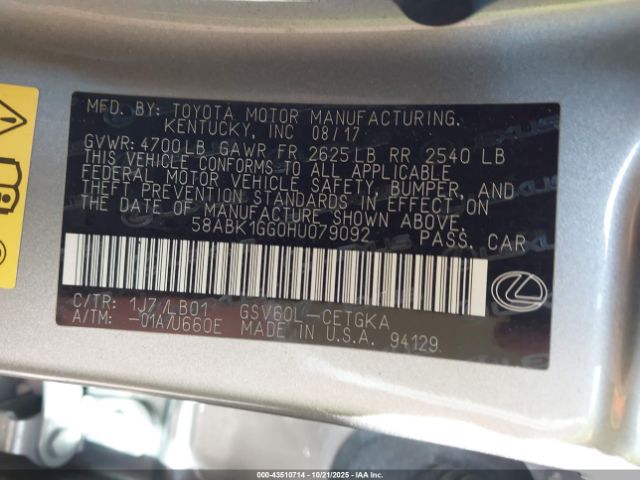 MFD. BY: TOYOTA MOTOR MANUFACTURING,
KENTUCKY, INC 08/17
GVWR: 4700LB GAWR FR 2625LB RR 2540 LB
THIS VEHICLE CONFORMS TO ALL APPLICABLE
FEDERAL MOTOR VEHICLE SAFETY, BUMPER, AND
THEFT PREVENTION STANDARDS IN EFFECT ON
THE DATE OF MANUFACTURE SHOWN ABOVE.
58ABK1GG0HU079092 PASS. CAR
C/TR: 1J7/LB01 GSV60L-CETGKA
A/TM: -01A/U660E MADE IN U.S.A. 94129
000-43510714 - 10/21/2025 - IAAI.com